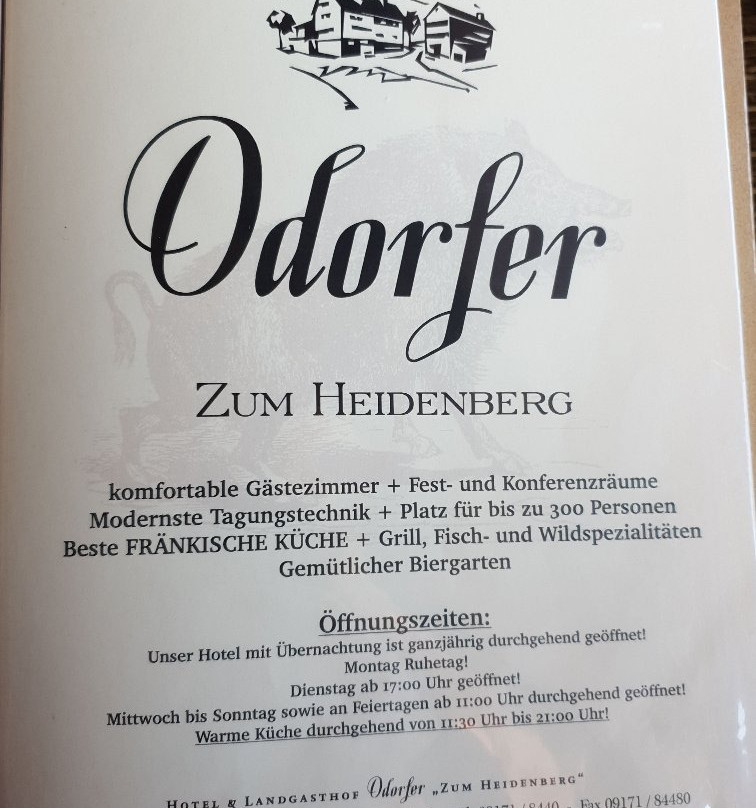 Odorfer
ZUM HEIDENBERG
komfortable Gästezimmer + Fest- und Konferenzräume
Modernste Tagungstechnik + Platz für bis zu 300 Personen
Beste FRÄNKISCHE KÜCHE + Grill, Fisch- und Wildspezialitäten
Gemütlicher Biergarten
Öffnungszeiten:
Unser Hotel mit Übernachtung ist ganzjährig durchgehend geöffnet!
Montag Ruhetag!
Dienstag ab 17:00 Uhr geöffnet!
Mittwoch bis Sonntag sowie an Feiertagen ab 11:00 Uhr durchgehend geöffnet!
Warme Küche durchgehend von 11:30 Uhr bis 21:00 Uhr!
HOTEL & LANDGASTHOF Odorfer „ZUM HEIDENBERG“
Fax 09171 / 84480